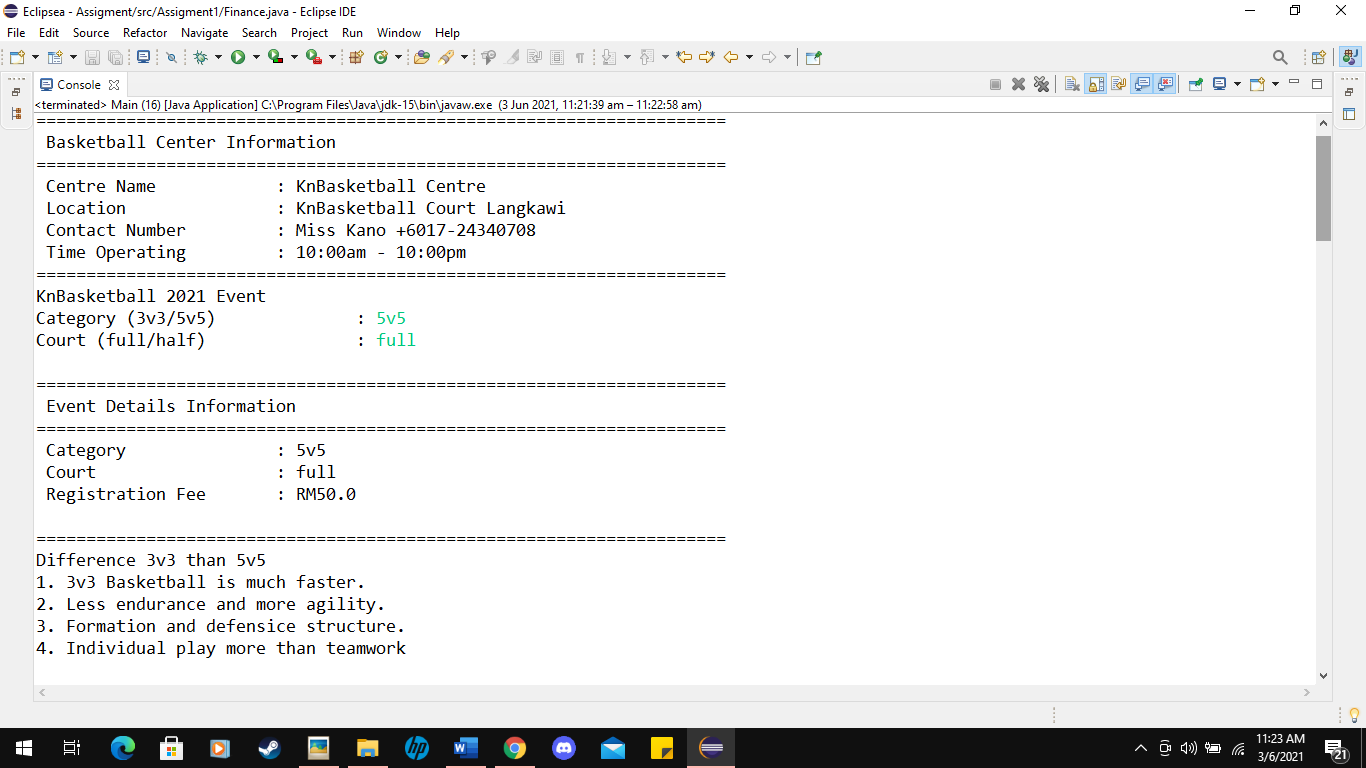 Eclipsea - Assigment/src/Assigment1/Finance.java - Eclipse IDE
File Edit Source Refactor Navigate Search Project Run Window Help
Console
<terminated> Main (16) [Java Application] C:\Program Files\Java\jdk-15\bin\javaw.exe (3 Jun 2021, 11:21:39 am – 11:22:58 am)
=====================================================================
Basketball Center Information
=====================================================================
Centre Name : KnBasketball Centre
Location : KnBasketball Court Langkawi
Contact Number : Miss Kano +6017-24340708
Time Operating : 10:00am - 10:00pm
=====================================================================
KnBasketball 2021 Event
Category (3v3/5v5) : 5v5
Court (full/half) : full
=====================================================================
Event Details Information
=====================================================================
Category : 5v5
Court : full
Registration Fee : RM50.0
=====================================================================
Difference 3v3 than 5v5
1. 3v3 Basketball is much faster.
2. Less endurance and more agility.
3. Formation and defensice structure.
4. Individual play more than teamwork
11:23 AM
3/6/2021
21